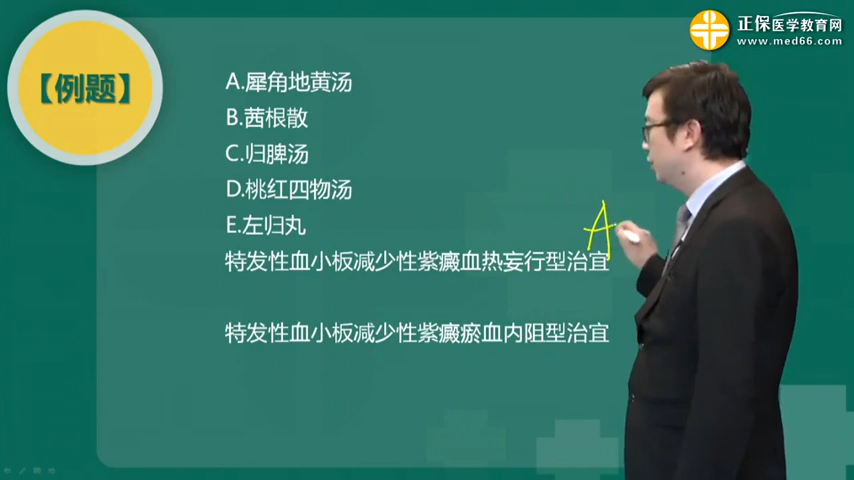 正保医学教育网
www.med66.com
【例题】
A.犀角地黄汤
B.茜根散
C.归脾汤
D.桃红四物汤
E.左归丸
A
特发性血小板减少性紫癜血热妄行型治宜
特发性血小板减少性紫癜瘀血内阻型治宜